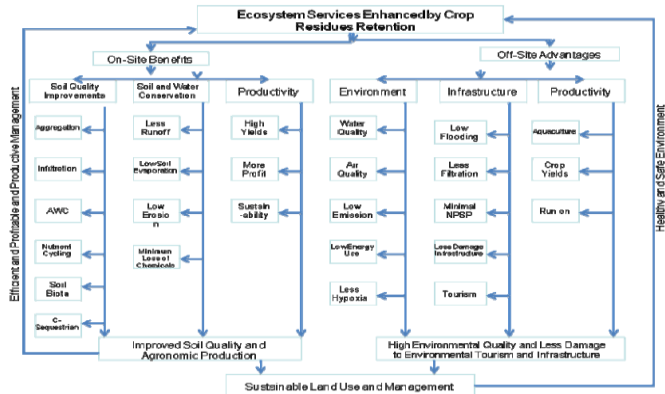 Ecosystem Services Enhanced by Crop
Residues Retention
On-Site Benefits
Off-Site Advantages
Soil Quality
Improvements
Soil and Water
Conservation
Productivity
Environment
Infrastructure
Productivity
Aggregation
Infiltration
AWC
Nutrient
Cycling
Soil
Biota
C-
Sequestrian
Less
Runoff
Low Soil
Evaporation
Low
Erosio
n
Minimum
Loss of
Chemicals
High
Yields
More
Profit
Sustain
-ability
Water
Quality
Air
Quality
Low
Emission
Low Energy
Use
Less
Hypoxia
Low
Flooding
Less
Filtration
Minimal
NPSP
Less Damage
Infrastructure
Tourism
Aquaculture
Crop
Yields
Run on
Improved Soil Quality and
Agronomic Production
High Environmental Quality and Less Damage
to Environmental Tourism and Infrastructure
Sustainable Land Use and Management
Efficient and Profitable and Productive Management
Healthy and Safe Environment